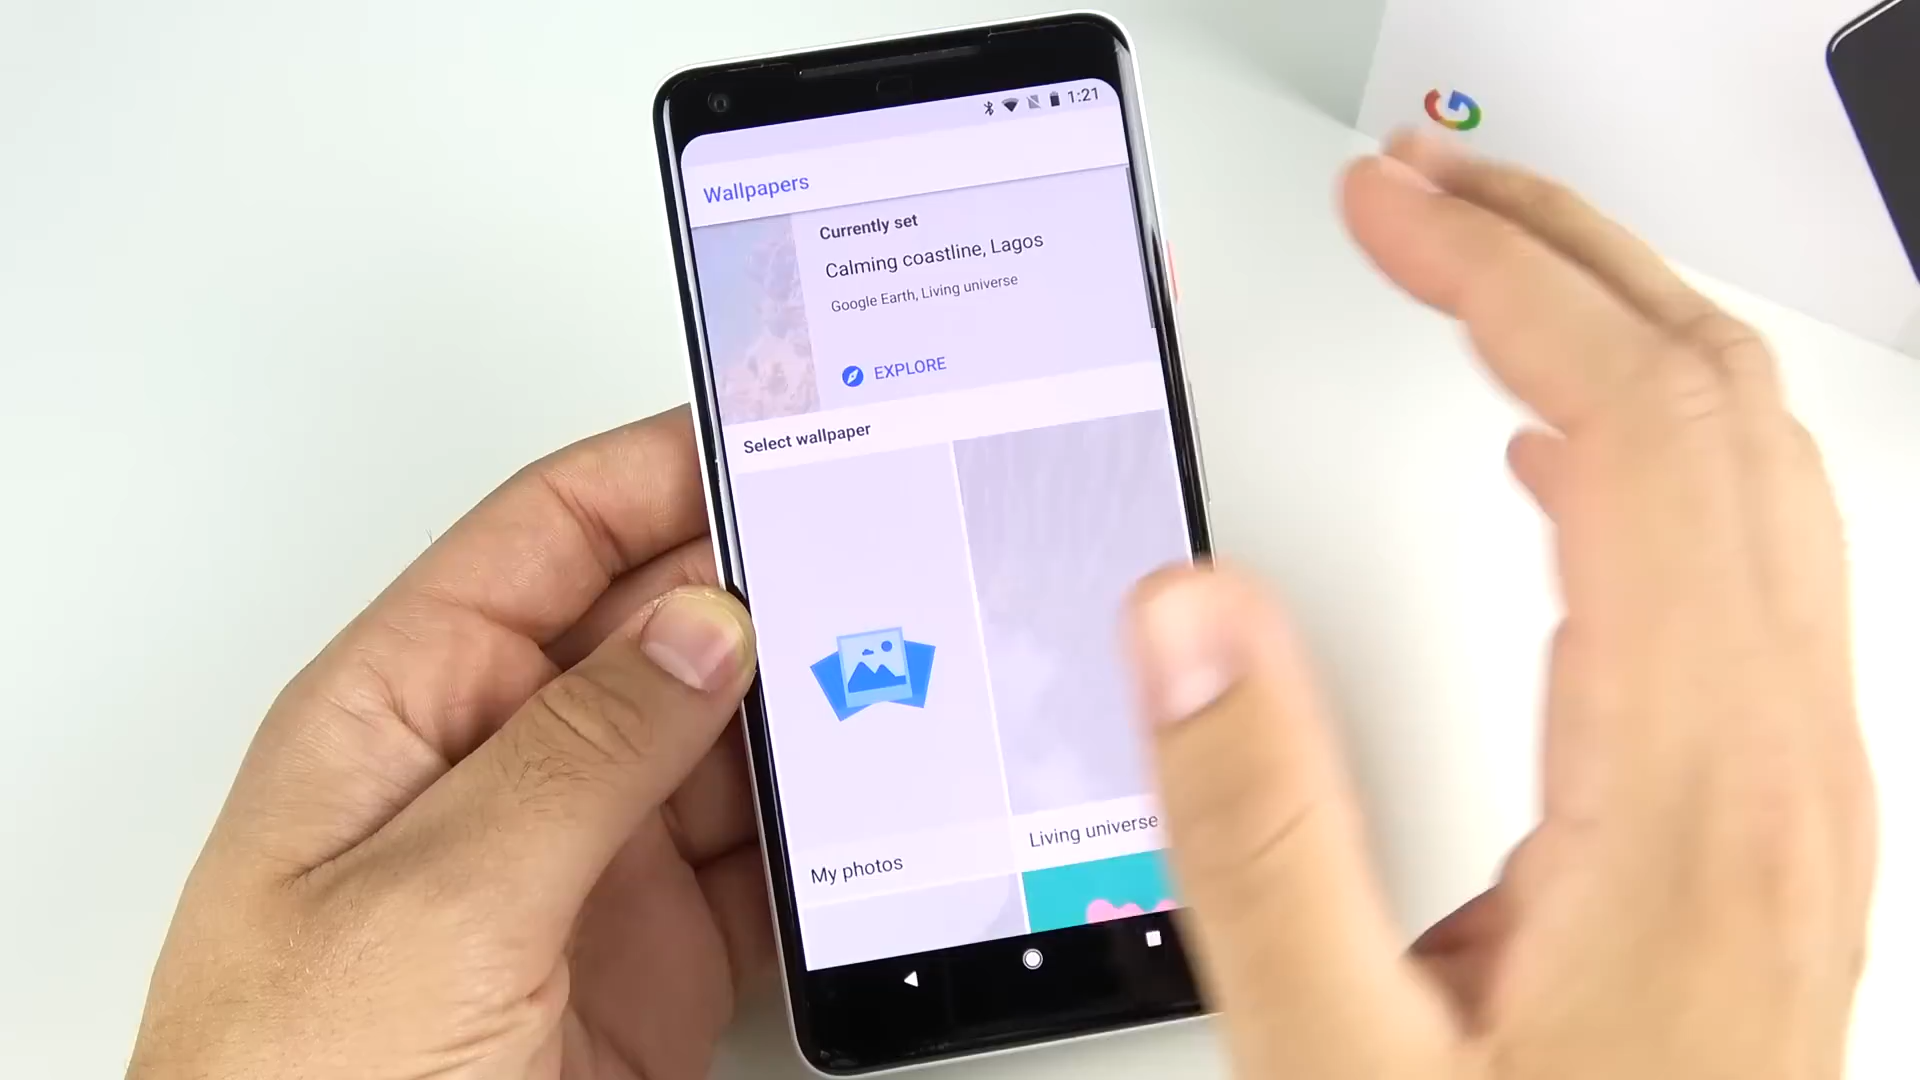 1:21
Wallpapers
Currently set
Calming coastline, Lagos
Google Earth, Living universe
EXPLORE
Select wallpaper
My photos
Living universe
G